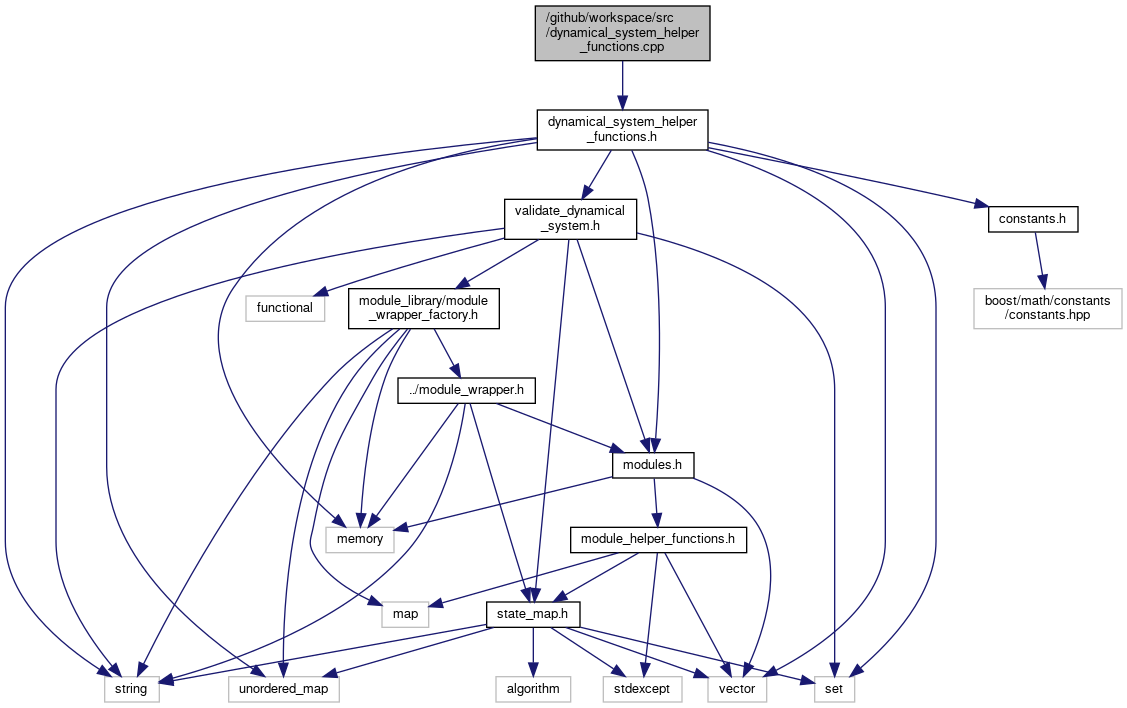 /github/workspace/src
/dynamical_system_helper
_functions.cpp
dynamical_system_helper
_functions.h
validate_dynamical
_system.h
constants.h
functional
module_library/module
_wrapper_factory.h
boost/math/constants
/constants.hpp
../module_wrapper.h
modules.h
memory
module_helper_functions.h
map
state_map.h
string
unordered_map
algorithm
stdexcept
vector
set